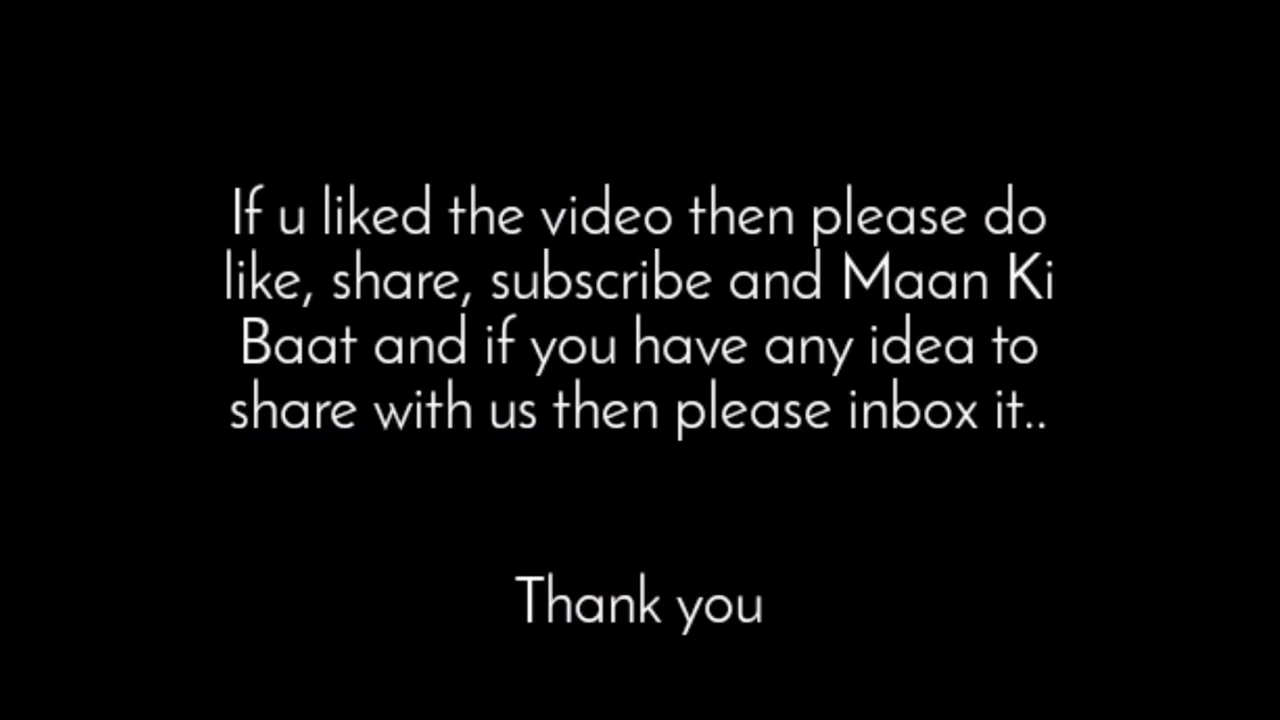 If u liked the video then please do
like, share, subscribe and Maan Ki
Baat and if you have any idea to
share with us then please inbox it..
Thank you